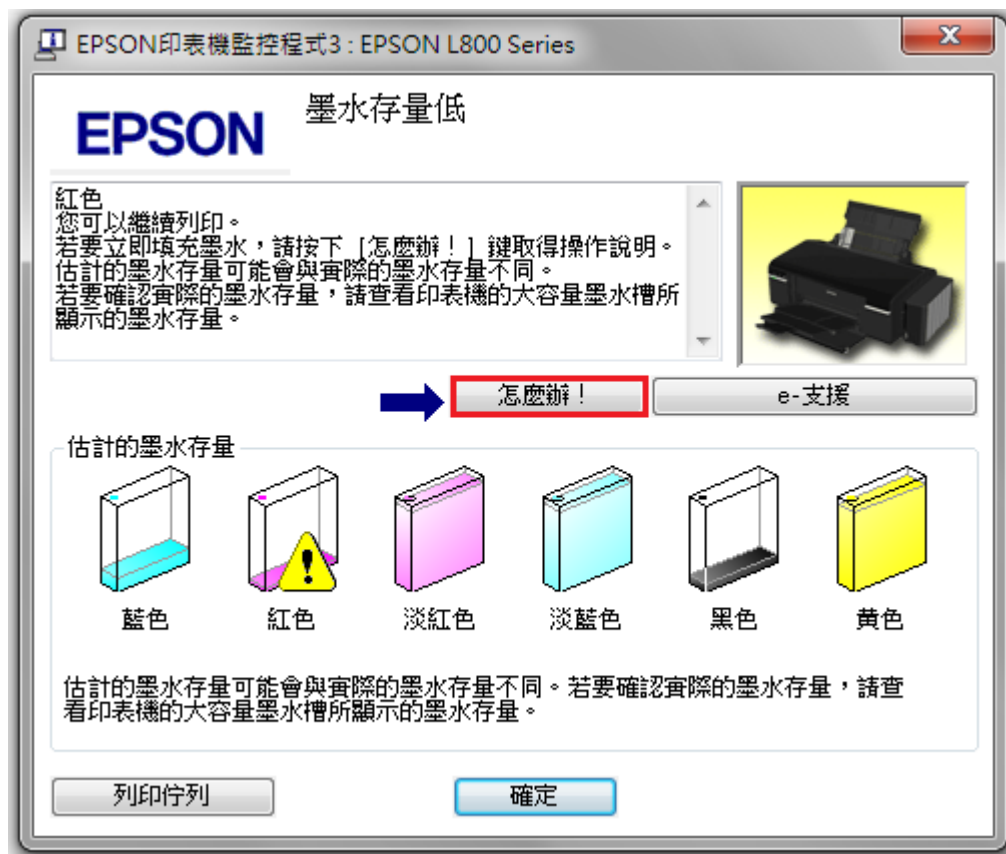 EPSON印表機監控程式3 : EPSON L800 Series
EPSON
墨水存量低
紅色
您可以繼續列印。
若要立即填充墨水，請按下［怎麼辦！］鍵取得操作說明。
估計的墨水存量可能會與實際的墨水存量不同。
若要確認實際的墨水存量，請查看印表機的大容量墨水槽所
顯示的墨水存量。
怎麼辦！
e-支援
估計的墨水存量
藍色
紅色
淡紅色
淡藍色
黑色
黃色
估計的墨水存量可能會與實際的墨水存量不同。若要確認實際的墨水存量，請查
看印表機的大容量墨水槽所顯示的墨水存量。
列印佇列
確定